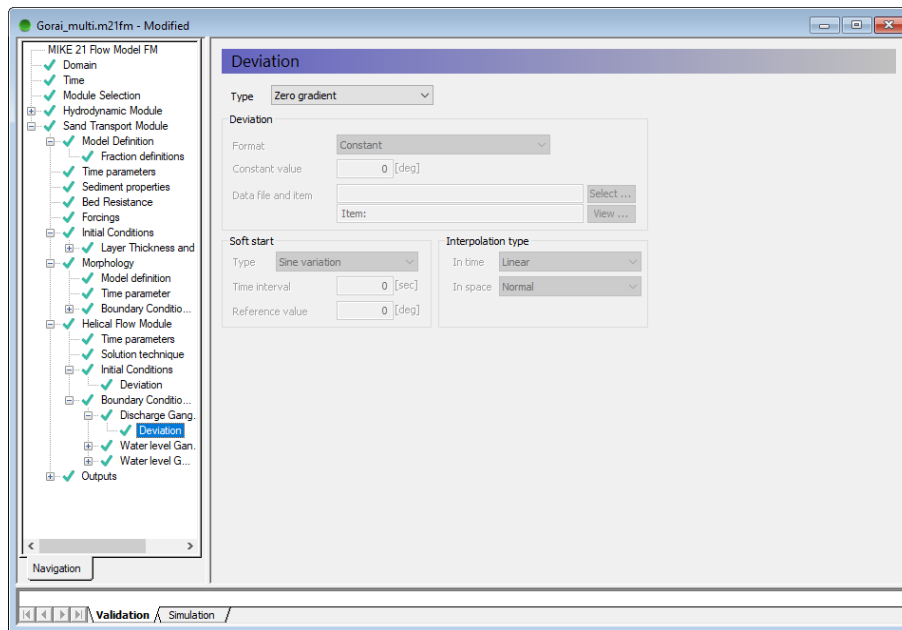 Gorai_multi.m21fm - Modified
MIKE 21 Flow Model FM
Domain
Time
Module Selection
Hydrodynamic Module
Sand Transport Module
Model Definition
Fraction definitions
Time parameters
Sediment properties
Bed Resistance
Forcings
Initial Conditions
Layer Thickness and
Morphology
Model definition
Time parameter
Boundary Conditio...
Helical Flow Module
Time parameters
Solution technique
Initial Conditions
Deviation
Boundary Conditio...
Discharge Gang.
Deviation
Water level Gan.
Water level G...
Outputs
Navigation
Deviation
Type Zero gradient
Deviation
Format Constant
Constant value 0 [deg]
Data file and item Select ...
Item: View ...
Soft start
Type Sine variation
Time interval 0 [sec]
Reference value 0 [deg]
Interpolation type
In time Linear
In space Normal
Validation Simulation